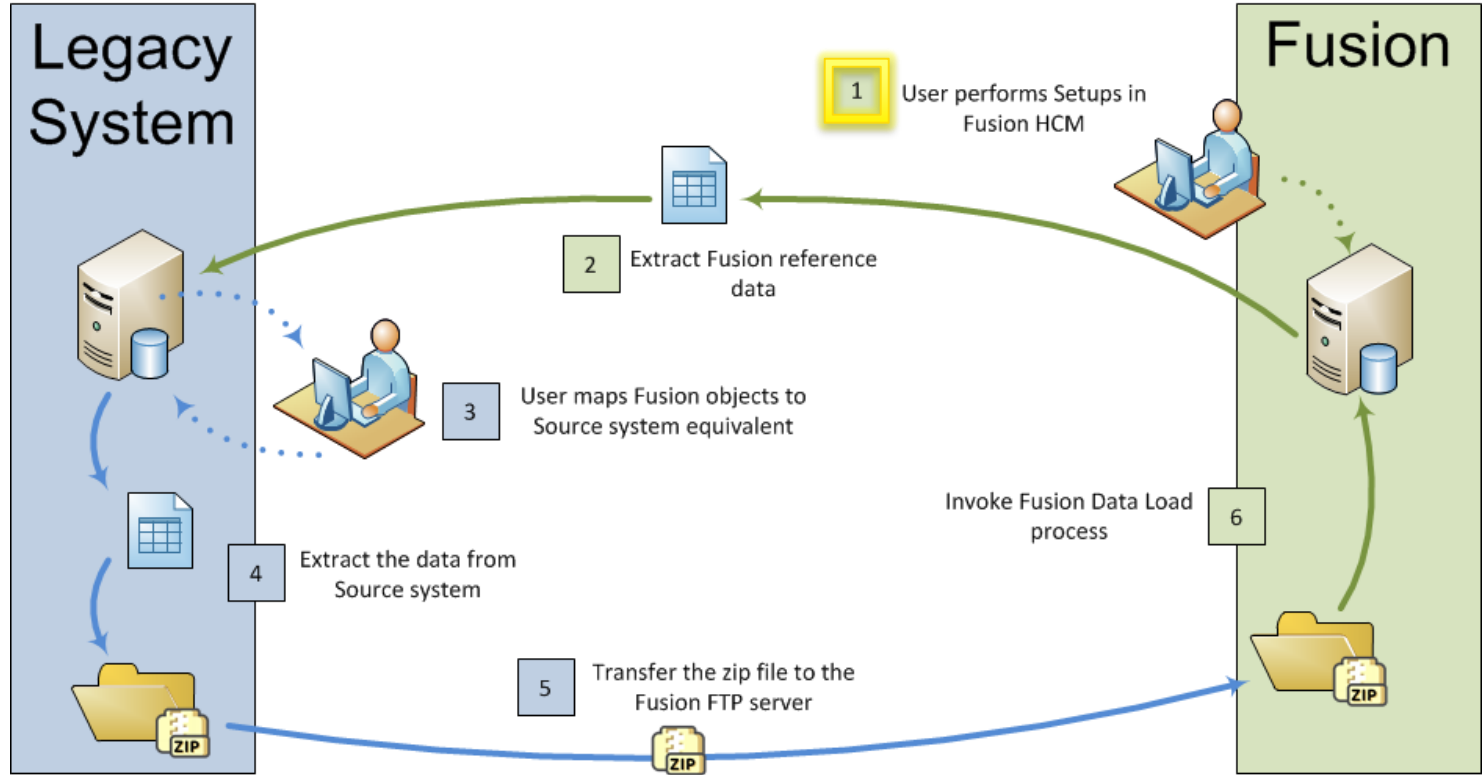 Legacy
System
Fusion
1
User performs Setups in
Fusion HCM
2
Extract Fusion reference
data
3
User maps Fusion objects to
Source system equivalent
4
Extract the data from
Source system
5
Transfer the zip file to the
Fusion FTP server
6
Invoke Fusion Data Load
process
ZIP
ZIP
ZIP